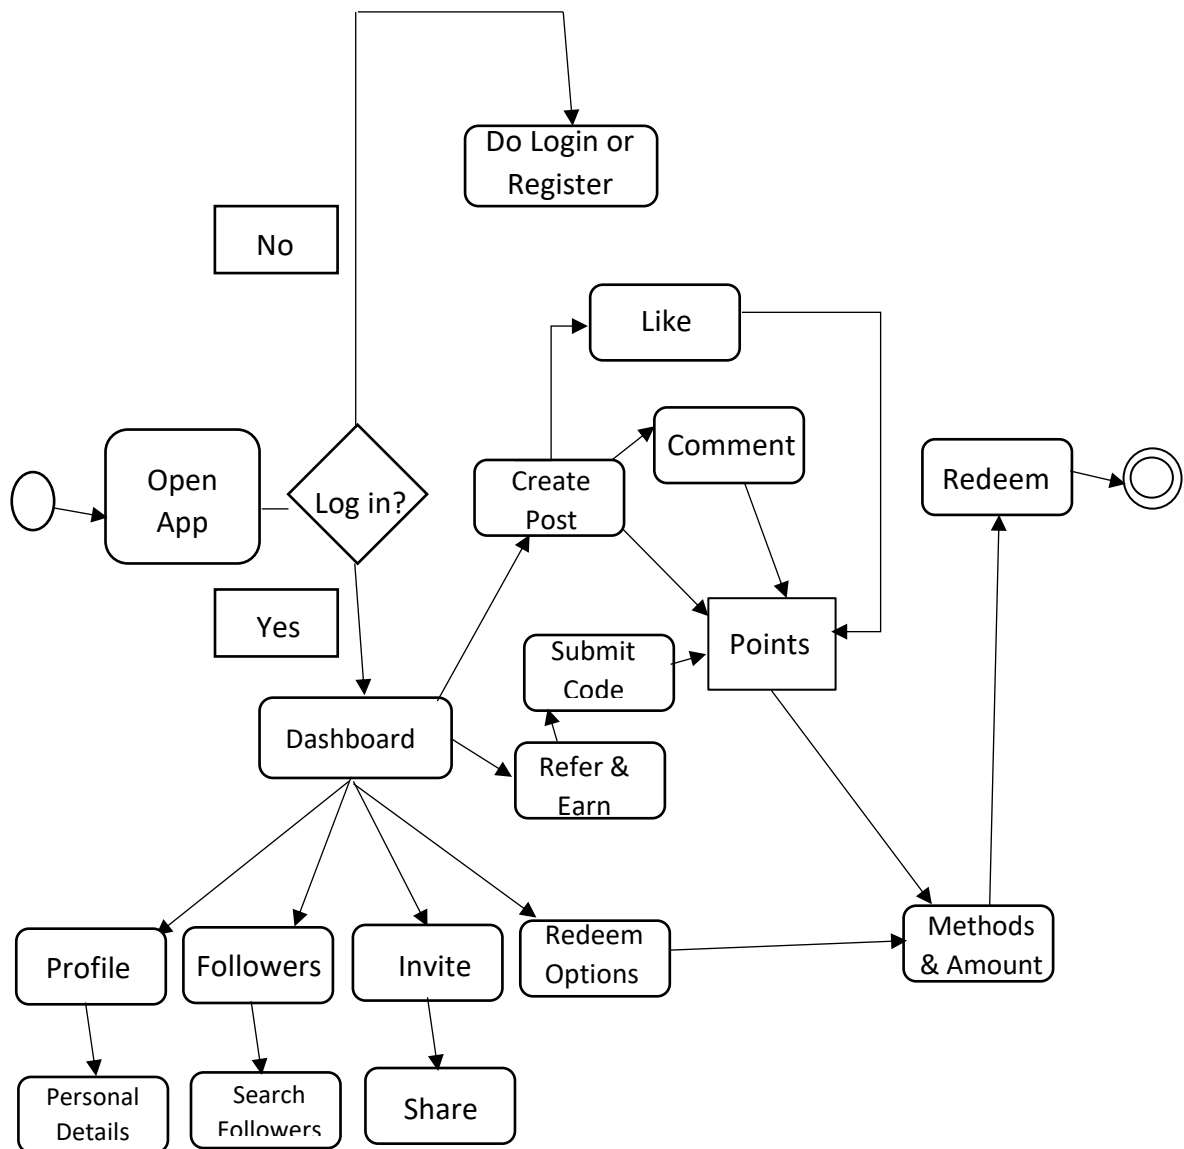 Do Login or
Register
No
Like
Comment
Open
App
Log in?
Create
Post
Redeem
Yes
Submit
Code
Points
Dashboard
Refer &
Earn
Profile
Followers
Invite
Redeem
Options
Methods
& Amount
Personal
Details
Search
Followers
Share